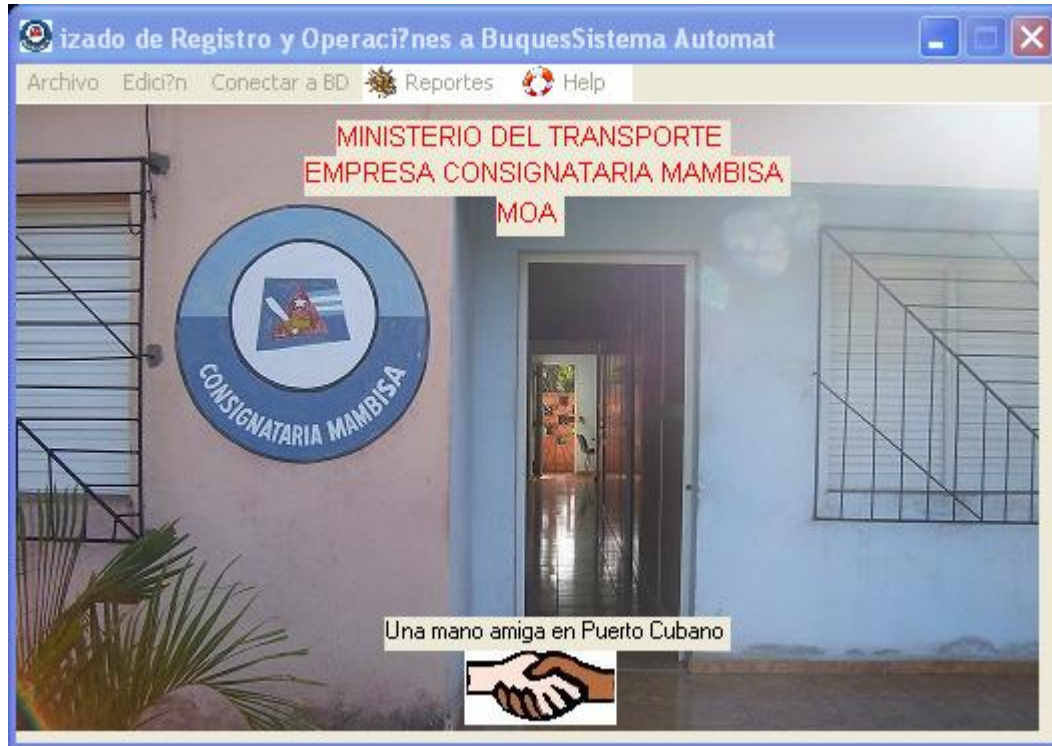 izado de Registro y Operaci?nes a BuquesSistema Automat
Archivo Edici?n Conectar a BD Reportes Help
MINISTERIO DEL TRANSPORTE
EMPRESA CONSIGNATARIA MAMBISA
MOA
CONSIGNATARIA MAMBISA
Una mano amiga en Puerto Cubano